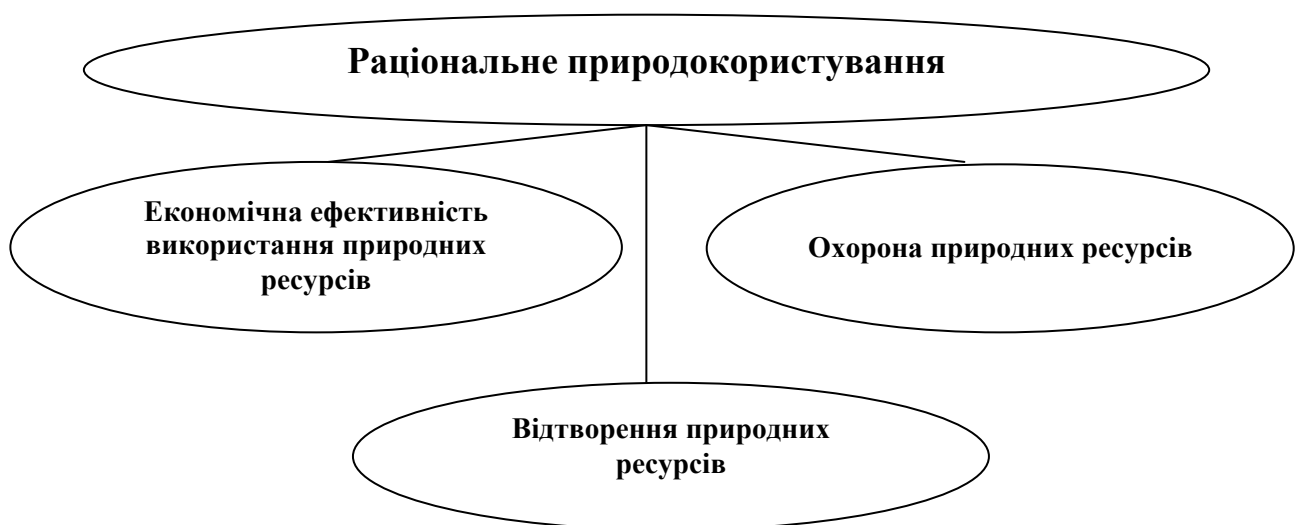 Раціональне природокористування
Економічна ефективність
використання природних
ресурсів
Охорона природних ресурсів
Відтворення природних
ресурсів